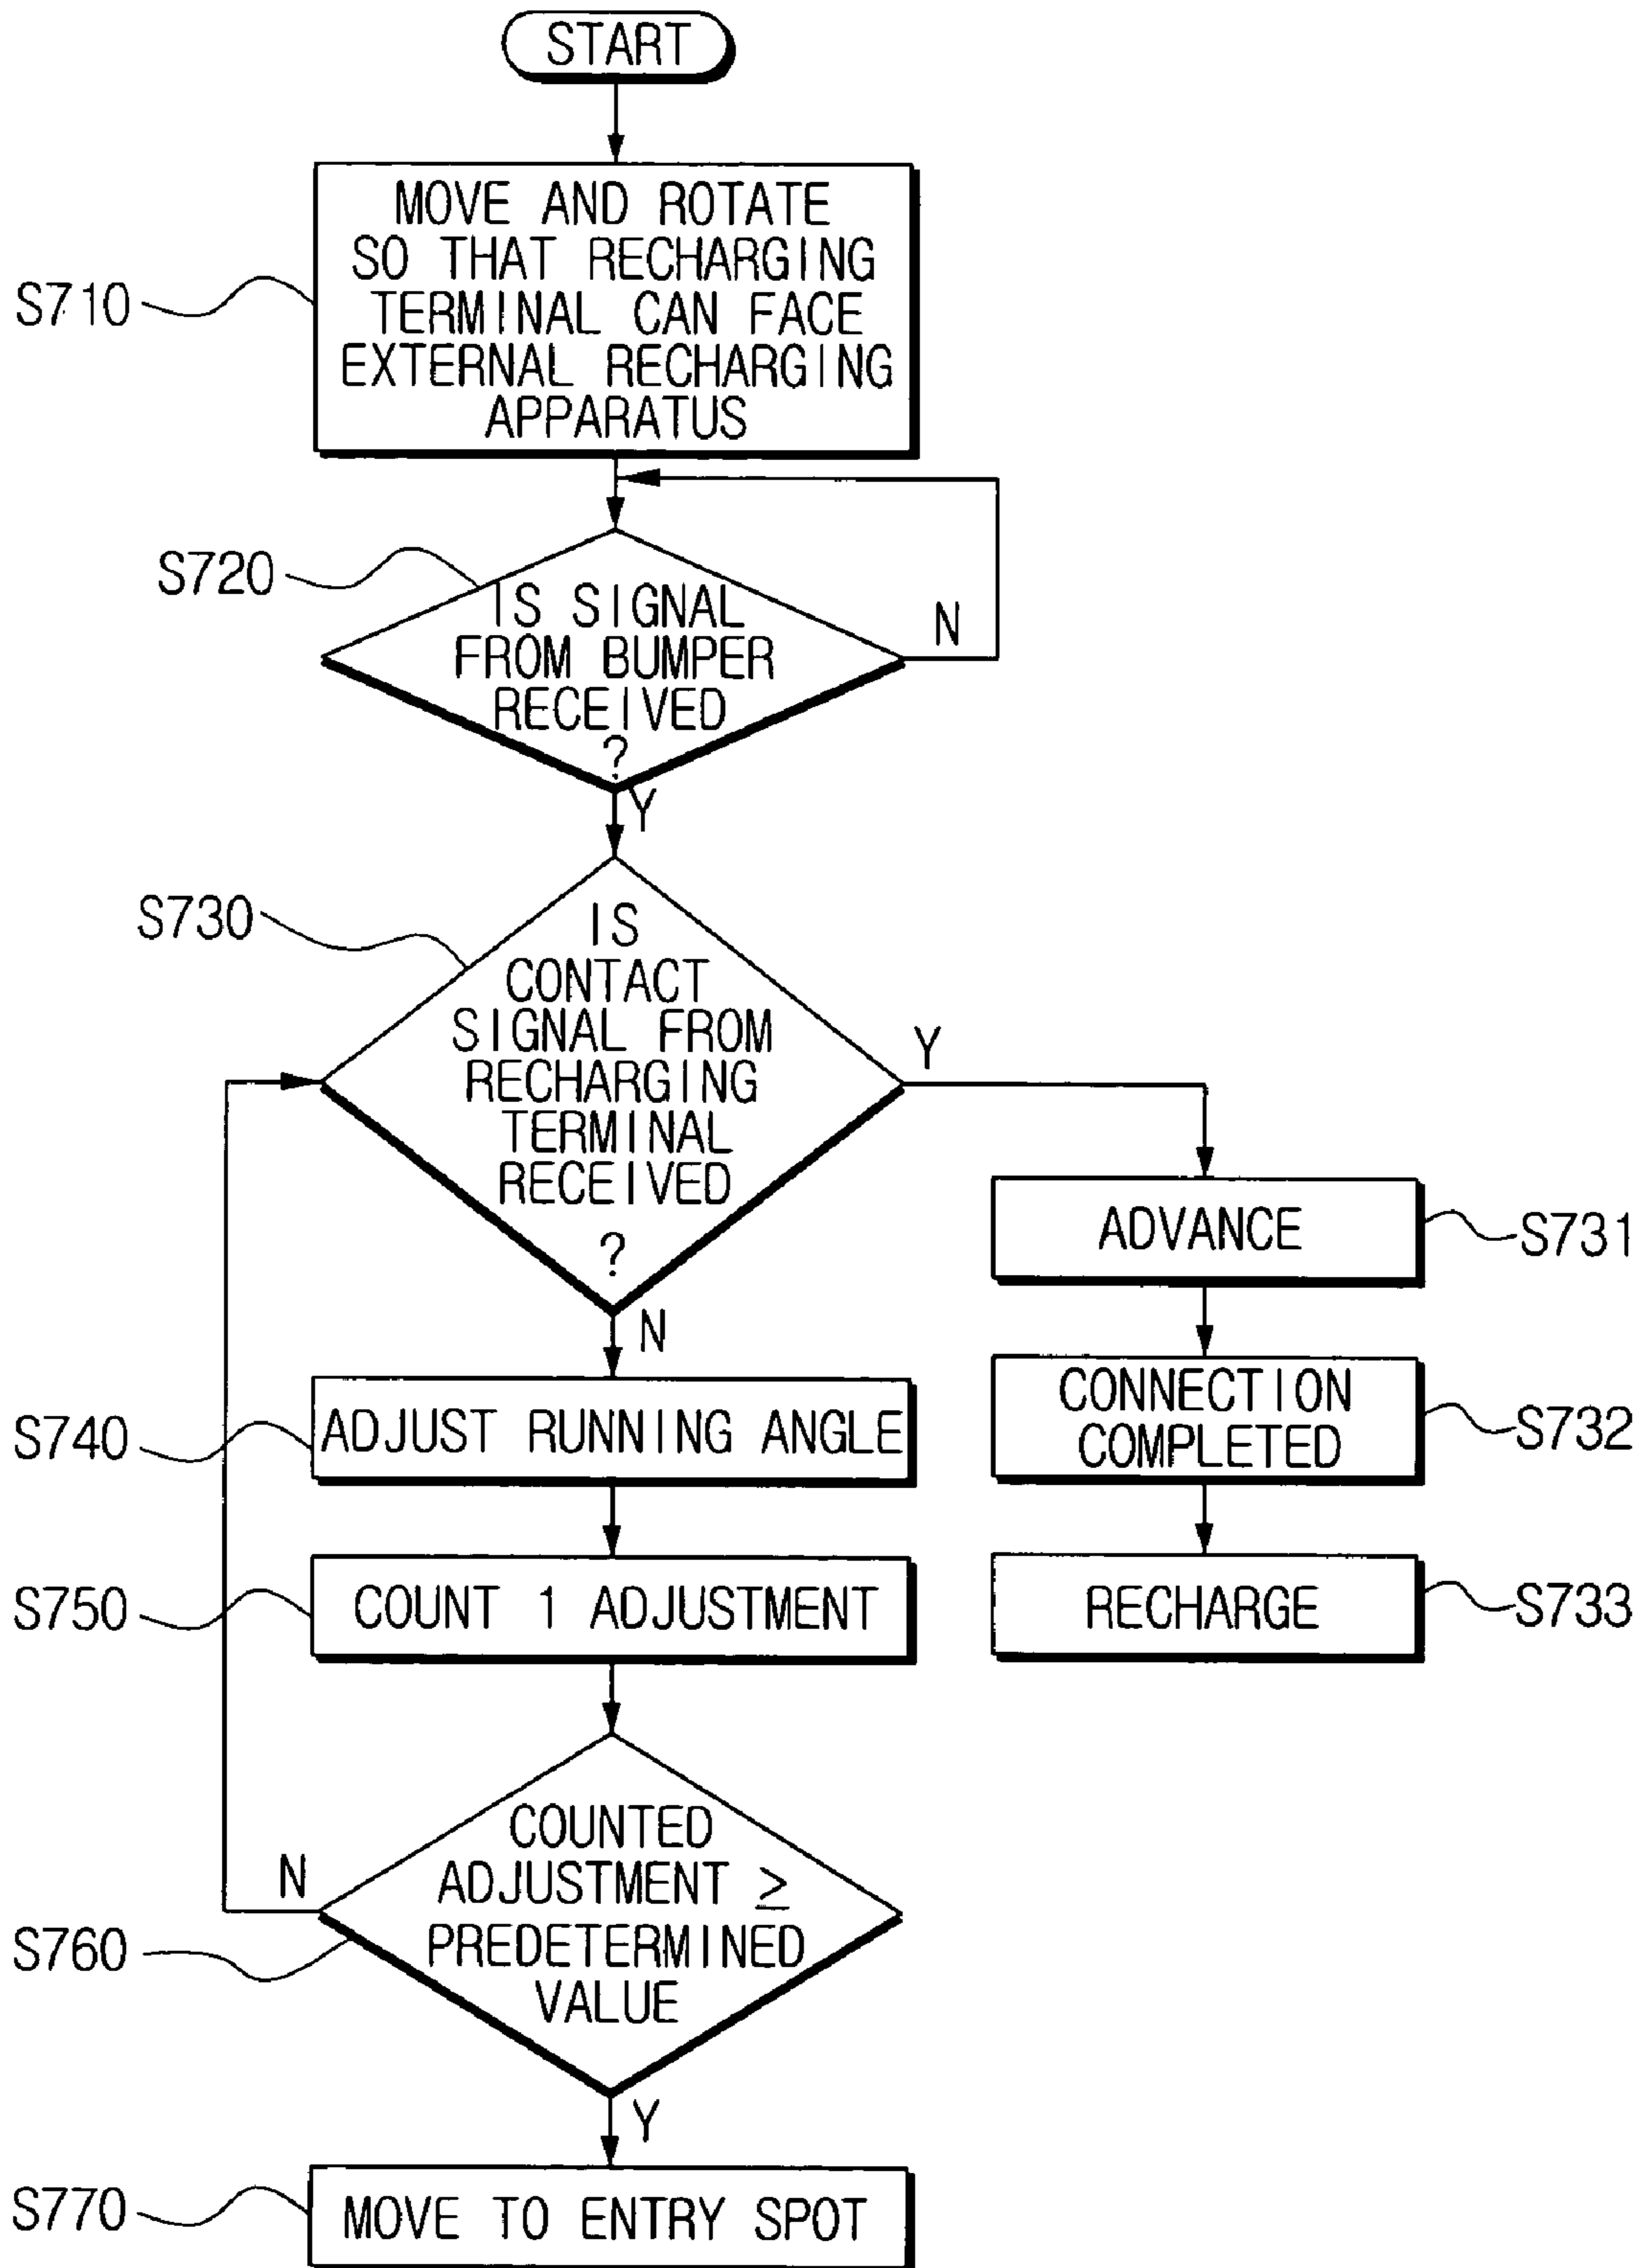 START
MOVE AND ROTATE
SO THAT RECHARGING
TERMINAL CAN FACE
EXTERNAL RECHARGING
APPARATUS
S710
S720
IS SIGNAL
FROM BUMPER
RECEIVED
?
N
Y
S730
IS
CONTACT
SIGNAL FROM
RECHARGING
TERMINAL
RECEIVED
?
Y
N
ADVANCE
S731
CONNECTION
COMPLETED
S732
RECHARGE
S733
S740
ADJUST RUNNING ANGLE
S750
COUNT 1 ADJUSTMENT
S760
COUNTED
ADJUSTMENT ≥
PREDETERMINED
VALUE
N
Y
S770
MOVE TO ENTRY SPOT